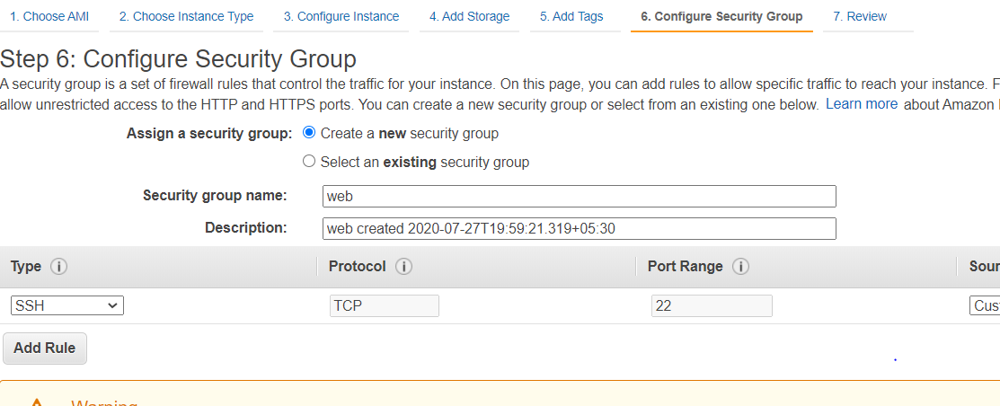 1. Choose AMI 2. Choose Instance Type 3. Configure Instance 4. Add Storage 5. Add Tags 6. Configure Security Group 7. Review
Step 6: Configure Security Group
A security group is a set of firewall rules that control the traffic for your instance. On this page, you can add rules to allow specific traffic to reach your instance. F
allow unrestricted access to the HTTP and HTTPS ports. You can create a new security group or select from an existing one below. Learn more about Amazon
Assign a security group: Create a new security group
Select an existing security group
Security group name: web
Description: web created 2020-07-27T19:59:21.319+05:30
Type i Protocol i Port Range i Sour
SSH TCP 22 Cus
Add Rule
Warning